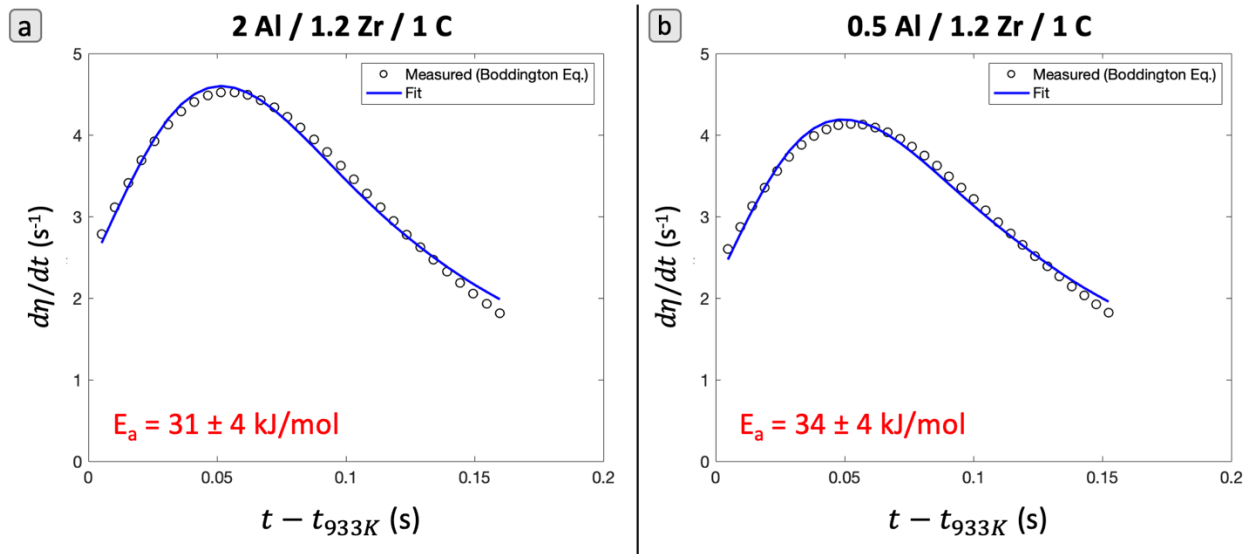 a
2 Al / 1.2 Zr / 1 C
5
4
3
2
1
0
dη/dt (s⁻¹)
Measured (Boddington Eq.)
Fit
Eₐ = 31 ± 4 kJ/mol
0 0.05 0.1 0.15 0.2
t − t₉₃₃K (s)
b
0.5 Al / 1.2 Zr / 1 C
5
4
3
2
1
0
dη/dt (s⁻¹)
Measured (Boddington Eq.)
Fit
Eₐ = 34 ± 4 kJ/mol
0 0.05 0.1 0.15 0.2
t − t₉₃₃K (s)